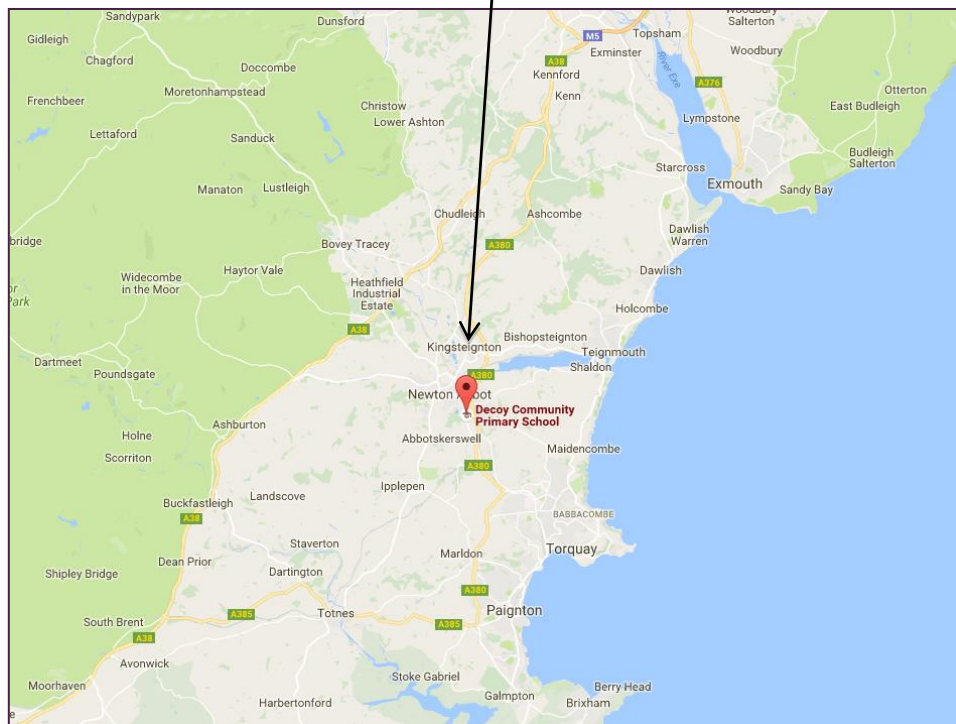 Sandypark
Dunsford
Woodbury
Salterton
Gidleigh
M5
Topsham
Chagford
A38
Exminster
Woodbury
Doccombe
Kennford
River Exe
A376
Otterton
Frenchbeer
Moretonhampstead
Christow
Kenn
East Budleigh
Lower Ashton
Lympstone
Lettaford
Sanduck
Budleigh
Salterton
Starcross
Manaton
Lustleigh
Exmouth
Sandy Bay
Chudleigh
Ashcombe
Dawlish
Warren
bridge
Bovey Tracey
A380
Widecombe
in the Moor
Haytor Vale
Dawlish
Heathfield
Industrial
Estate
or
Park
Holcombe
A38
Bishopsteignton
Kingsteignton
Teignmouth
Dartmeet
Shaldon
Poundsgate
A380
Newton Abbot
Decoy Community
Primary School
Ashburton
Holne
Abbotskerswell
Maidencombe
Scorriton
A380
Ipplepen
Landscove
Buckfastleigh
A38
BABBACOMBE
Staverton
Torquay
Marldon
Dean Prior
Dartington
Shipley Bridge
A380
Paignton
A385
Totnes
South Brent
A385
A38
Avonwick
Stoke Gabriel
Moorhaven
Berry Head
Galmpton
Harbertonford
Brixham
e